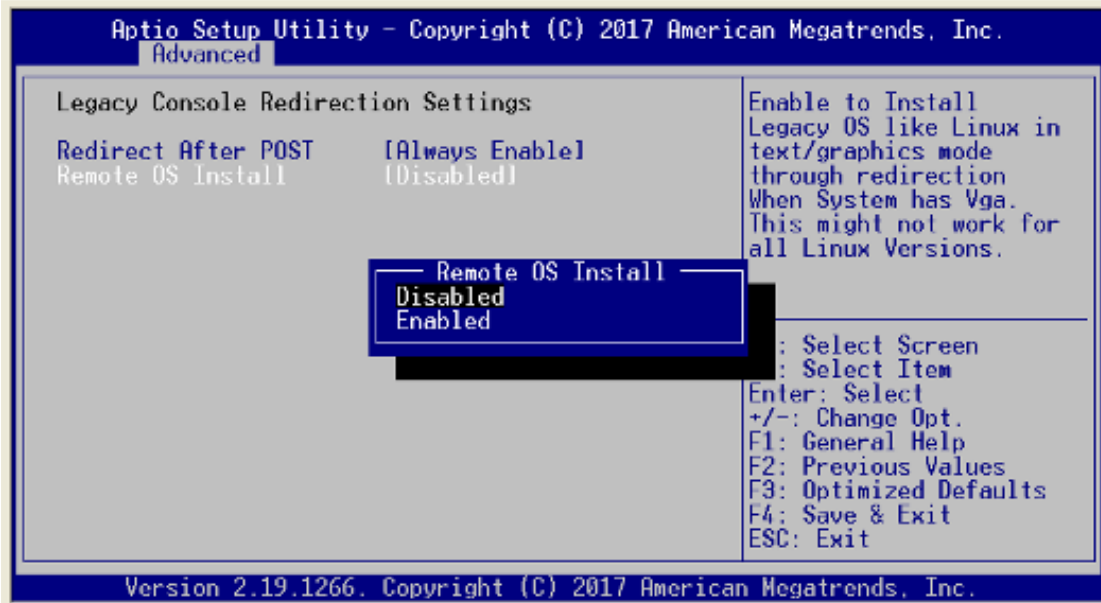 Aptio Setup Utility - Copyright (C) 2017 American Megatrends, Inc.
Advanced
Legacy Console Redirection Settings
Redirect After POST [Always Enable]
Remote OS Install [Disabled]
Enable to Install
Legacy OS like Linux in
text/graphics mode
through redirection
When System has Vga.
This might not work for
all Linux Versions.
Remote OS Install
Disabled
Enabled
: Select Screen
: Select Item
Enter: Select
+/-: Change Opt.
F1: General Help
F2: Previous Values
F3: Optimized Defaults
F4: Save & Exit
ESC: Exit
Version 2.19.1266. Copyright (C) 2017 American Megatrends, Inc.